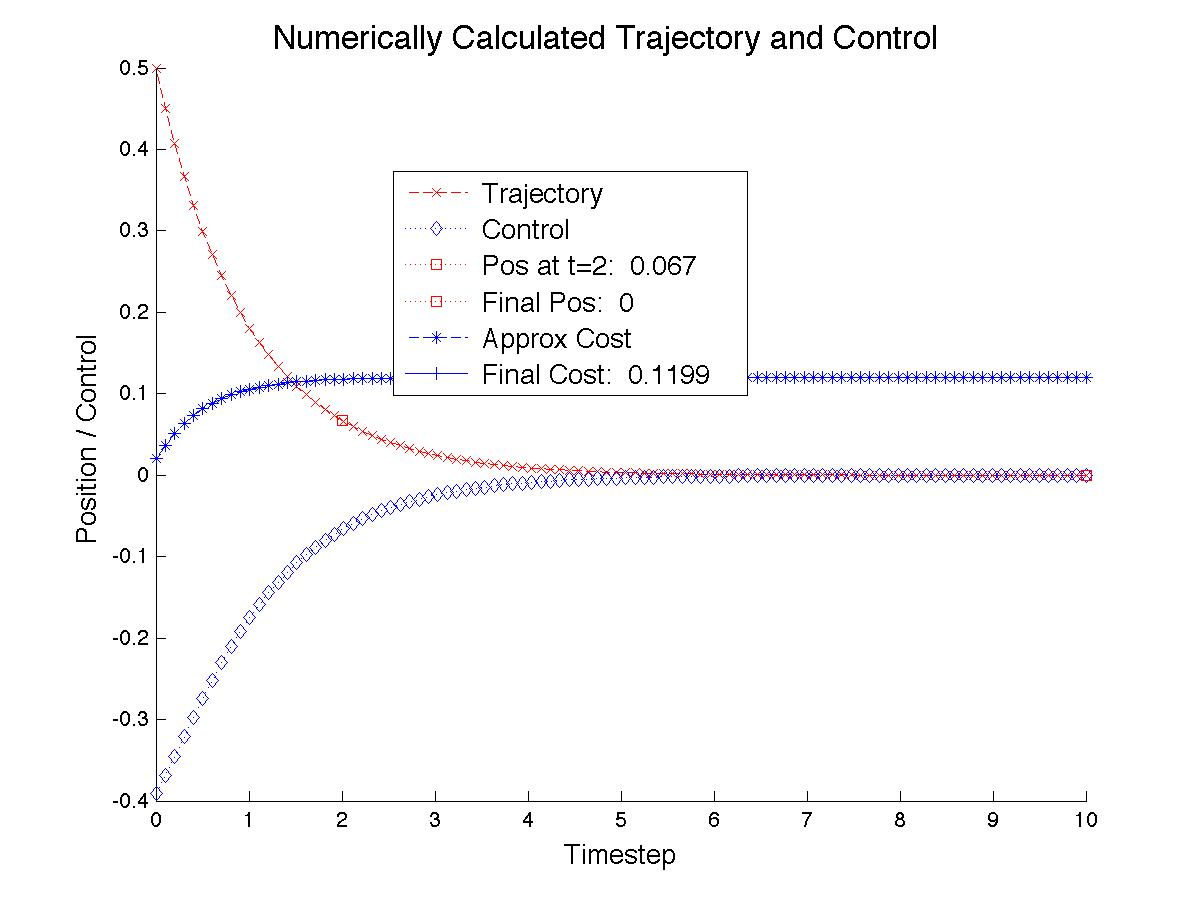 Numerically Calculated Trajectory and Control
0.5
0.4
0.3
0.2
0.1
0
-0.1
-0.2
-0.3
-0.4
Position / Control
Trajectory
Control
Pos at t=2: 0.067
Final Pos: 0
Approx Cost
Final Cost: 0.1199
0 1 2 3 4 5 6 7 8 9 10
Timestep